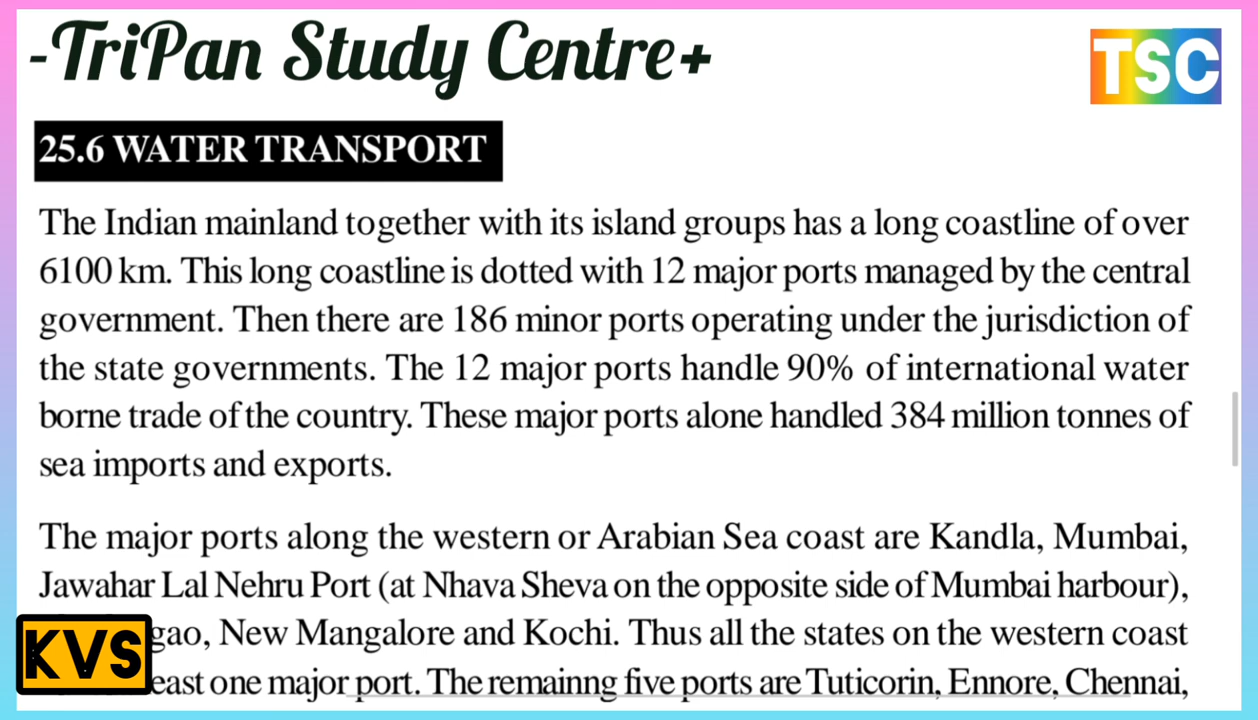 -TriPan Study Centre+
TSC
25.6 WATER TRANSPORT
The Indian mainland together with its island groups has a long coastline of over
6100 km. This long coastline is dotted with 12 major ports managed by the central
government. Then there are 186 minor ports operating under the jurisdiction of
the state governments. The 12 major ports handle 90% of international water
borne trade of the country. These major ports alone handled 384 million tonnes of
sea imports and exports.
The major ports along the western or Arabian Sea coast are Kandla, Mumbai,
Jawahar Lal Nehru Port (at Nhava Sheva on the opposite side of Mumbai harbour),
gao, New Mangalore and Kochi. Thus all the states on the western coast
KVS
east one major port. The remainng five ports are Tuticorin, Ennore, Chennai,